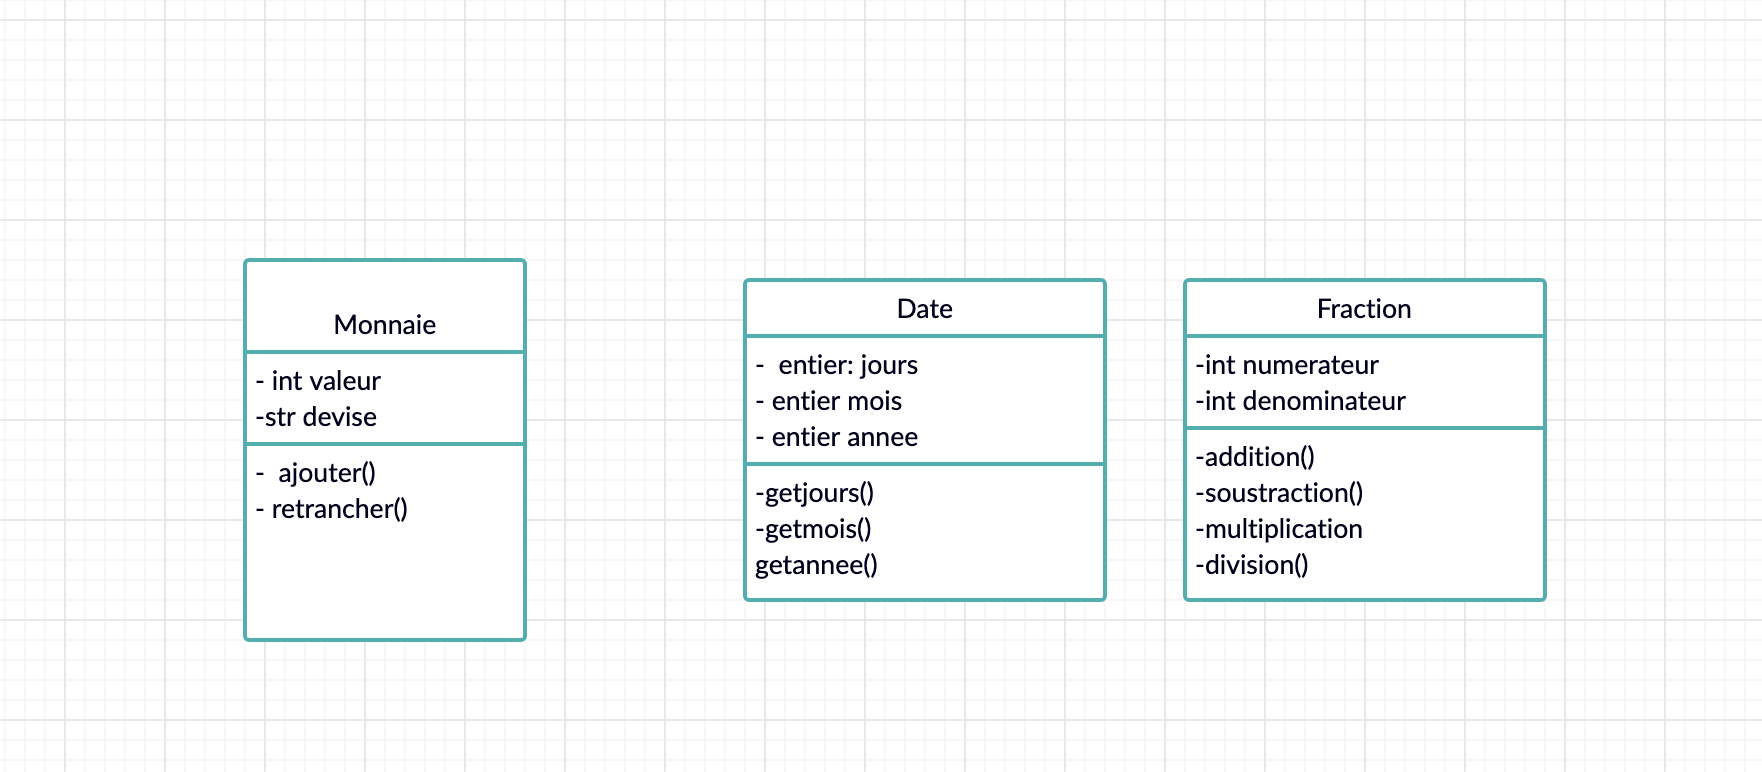 Monnaie
- int valeur
-str devise
-  ajouter()
- retrancher()
Date
-  entier: jours
- entier mois
- entier annee
-getjours()
-getmois()
getannee()
Fraction
-int numerateur
-int denominateur
-addition()
-soustraction()
-multiplication
-division()